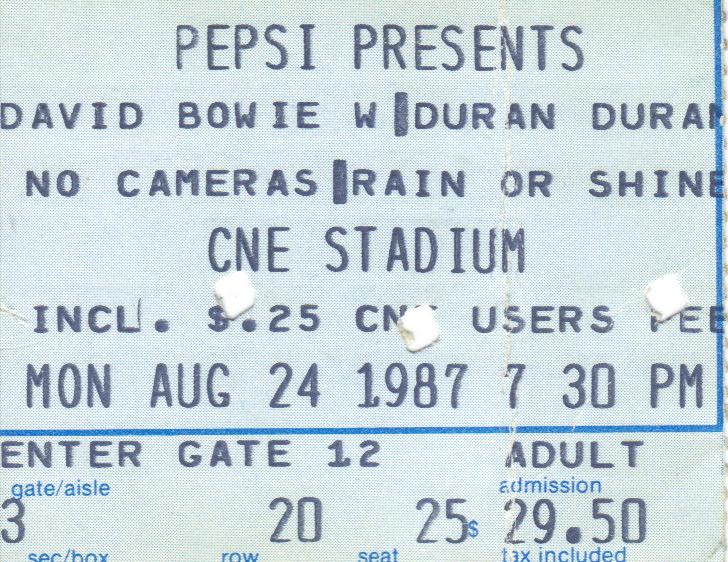 PEPSI PRESENTS
DAVID BOWIE W/DURAN DURAN
NO CAMERAS/RAIN OR SHINE
CNE STADIUM
INCL. $.25 CNE USERS FEE
MON AUG 24 1987 7 30 PM
ENTER GATE 12 ADULT
gate/aisle admission
3 20 25 $ 29.50
sec/box row seat tax included